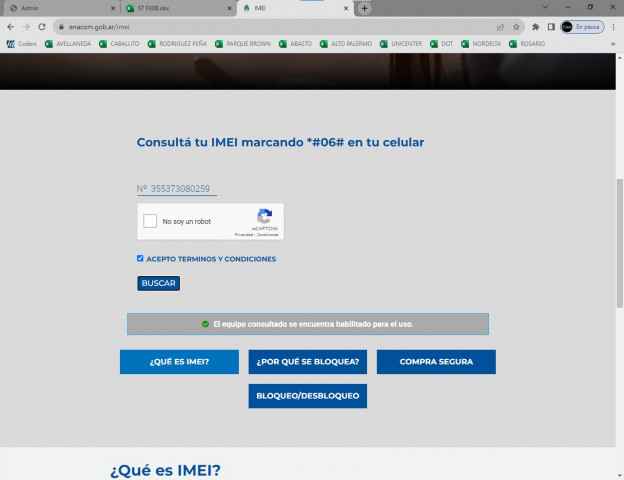 Admin
ST FIXIB.xlsx
IMEI
enacom.gob.ar/imei
En pausa
Coders AVELLANEDA CABALLITO RODRIGUEZ PEÑA PARQUE BROWN ABASTO ALTO PALERMO UNICENTER DOT NORDELTA ROSARIO
Consultá tu IMEI marcando *#06# en tu celular
Nº 355373080259
No soy un robot
reCAPTCHA
Privacidad - Condiciones
ACEPTO TERMINOS Y CONDICIONES
BUSCAR
El equipo consultado se encuentra habilitado para el uso.
¿QUÉ ES IMEI? ¿POR QUÉ SE BLOQUEA? COMPRA SEGURA
BLOQUEO/DESBLOQUEO
¿Qué es IMEI?